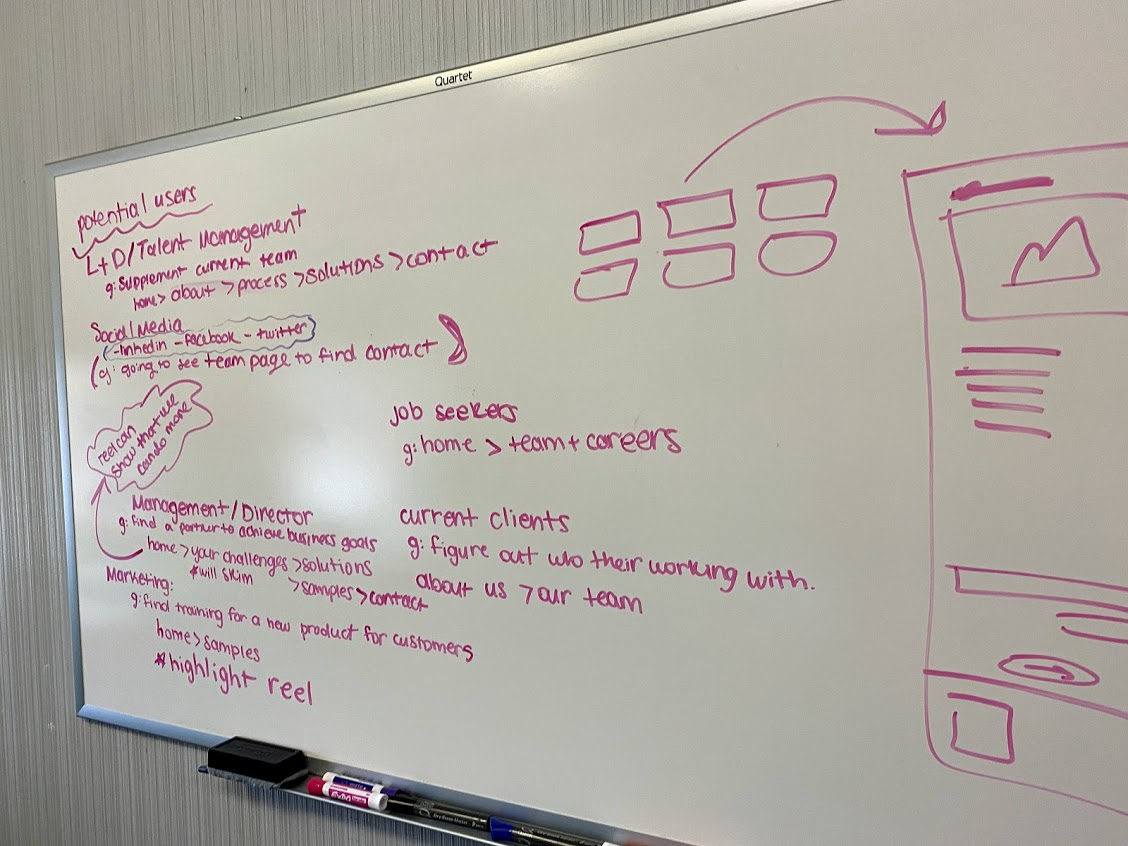 Quartet
potential users
L+D/Talent Management
g: Supplement current team
home > about > process > solutions > contact
Social Media
(-linkedin -facebook - twitter)
(g: going to see team page to find contact)
reel can
show that we
can do more
Management/Director
g: find a partner to achieve business goals
home > your challenges > solutions
*will skim > samples > contact
Marketing:
g: find training for a new product for customers
home > samples
*highlight reel
job seekers
g: home > team + careers
current clients
g: figure out who their working with.
about us > our team
EXPO